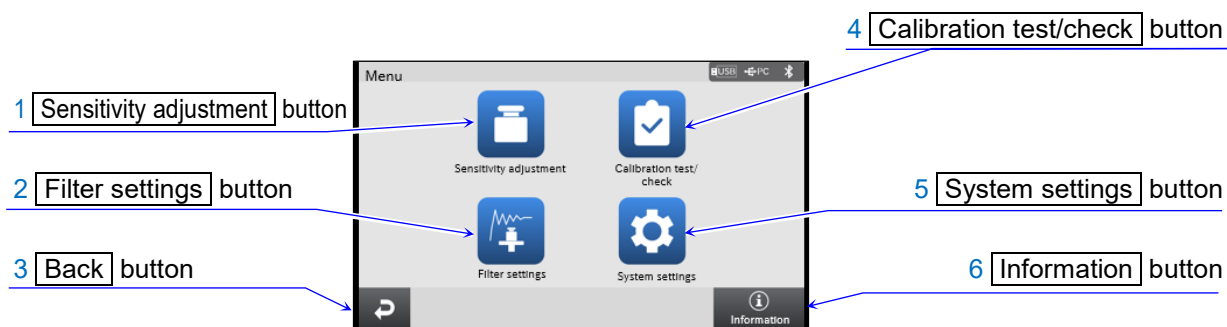 4 Calibration test/check button
Menu
USB PC
1 Sensitivity adjustment button
Sensitivity adjustment
Calibration test/
check
2 Filter settings button
5 System settings button
Filter settings
System settings
3 Back button
6 Information button
Information